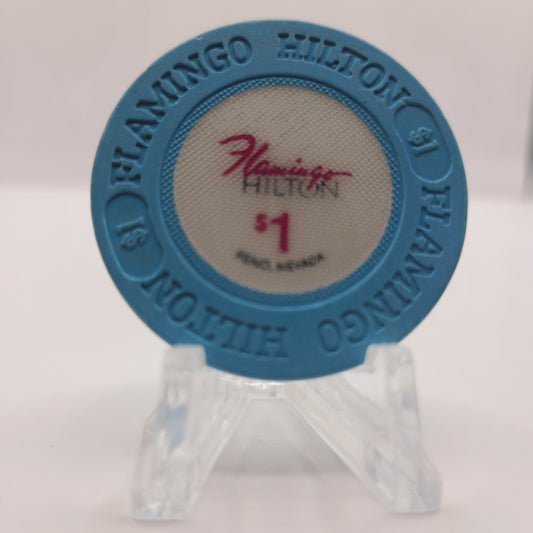 FLAMINGO HILTON
$1
FLAMINGO HILTON
$1
Flamingo
HILTON
$1
RENO, NEVADA